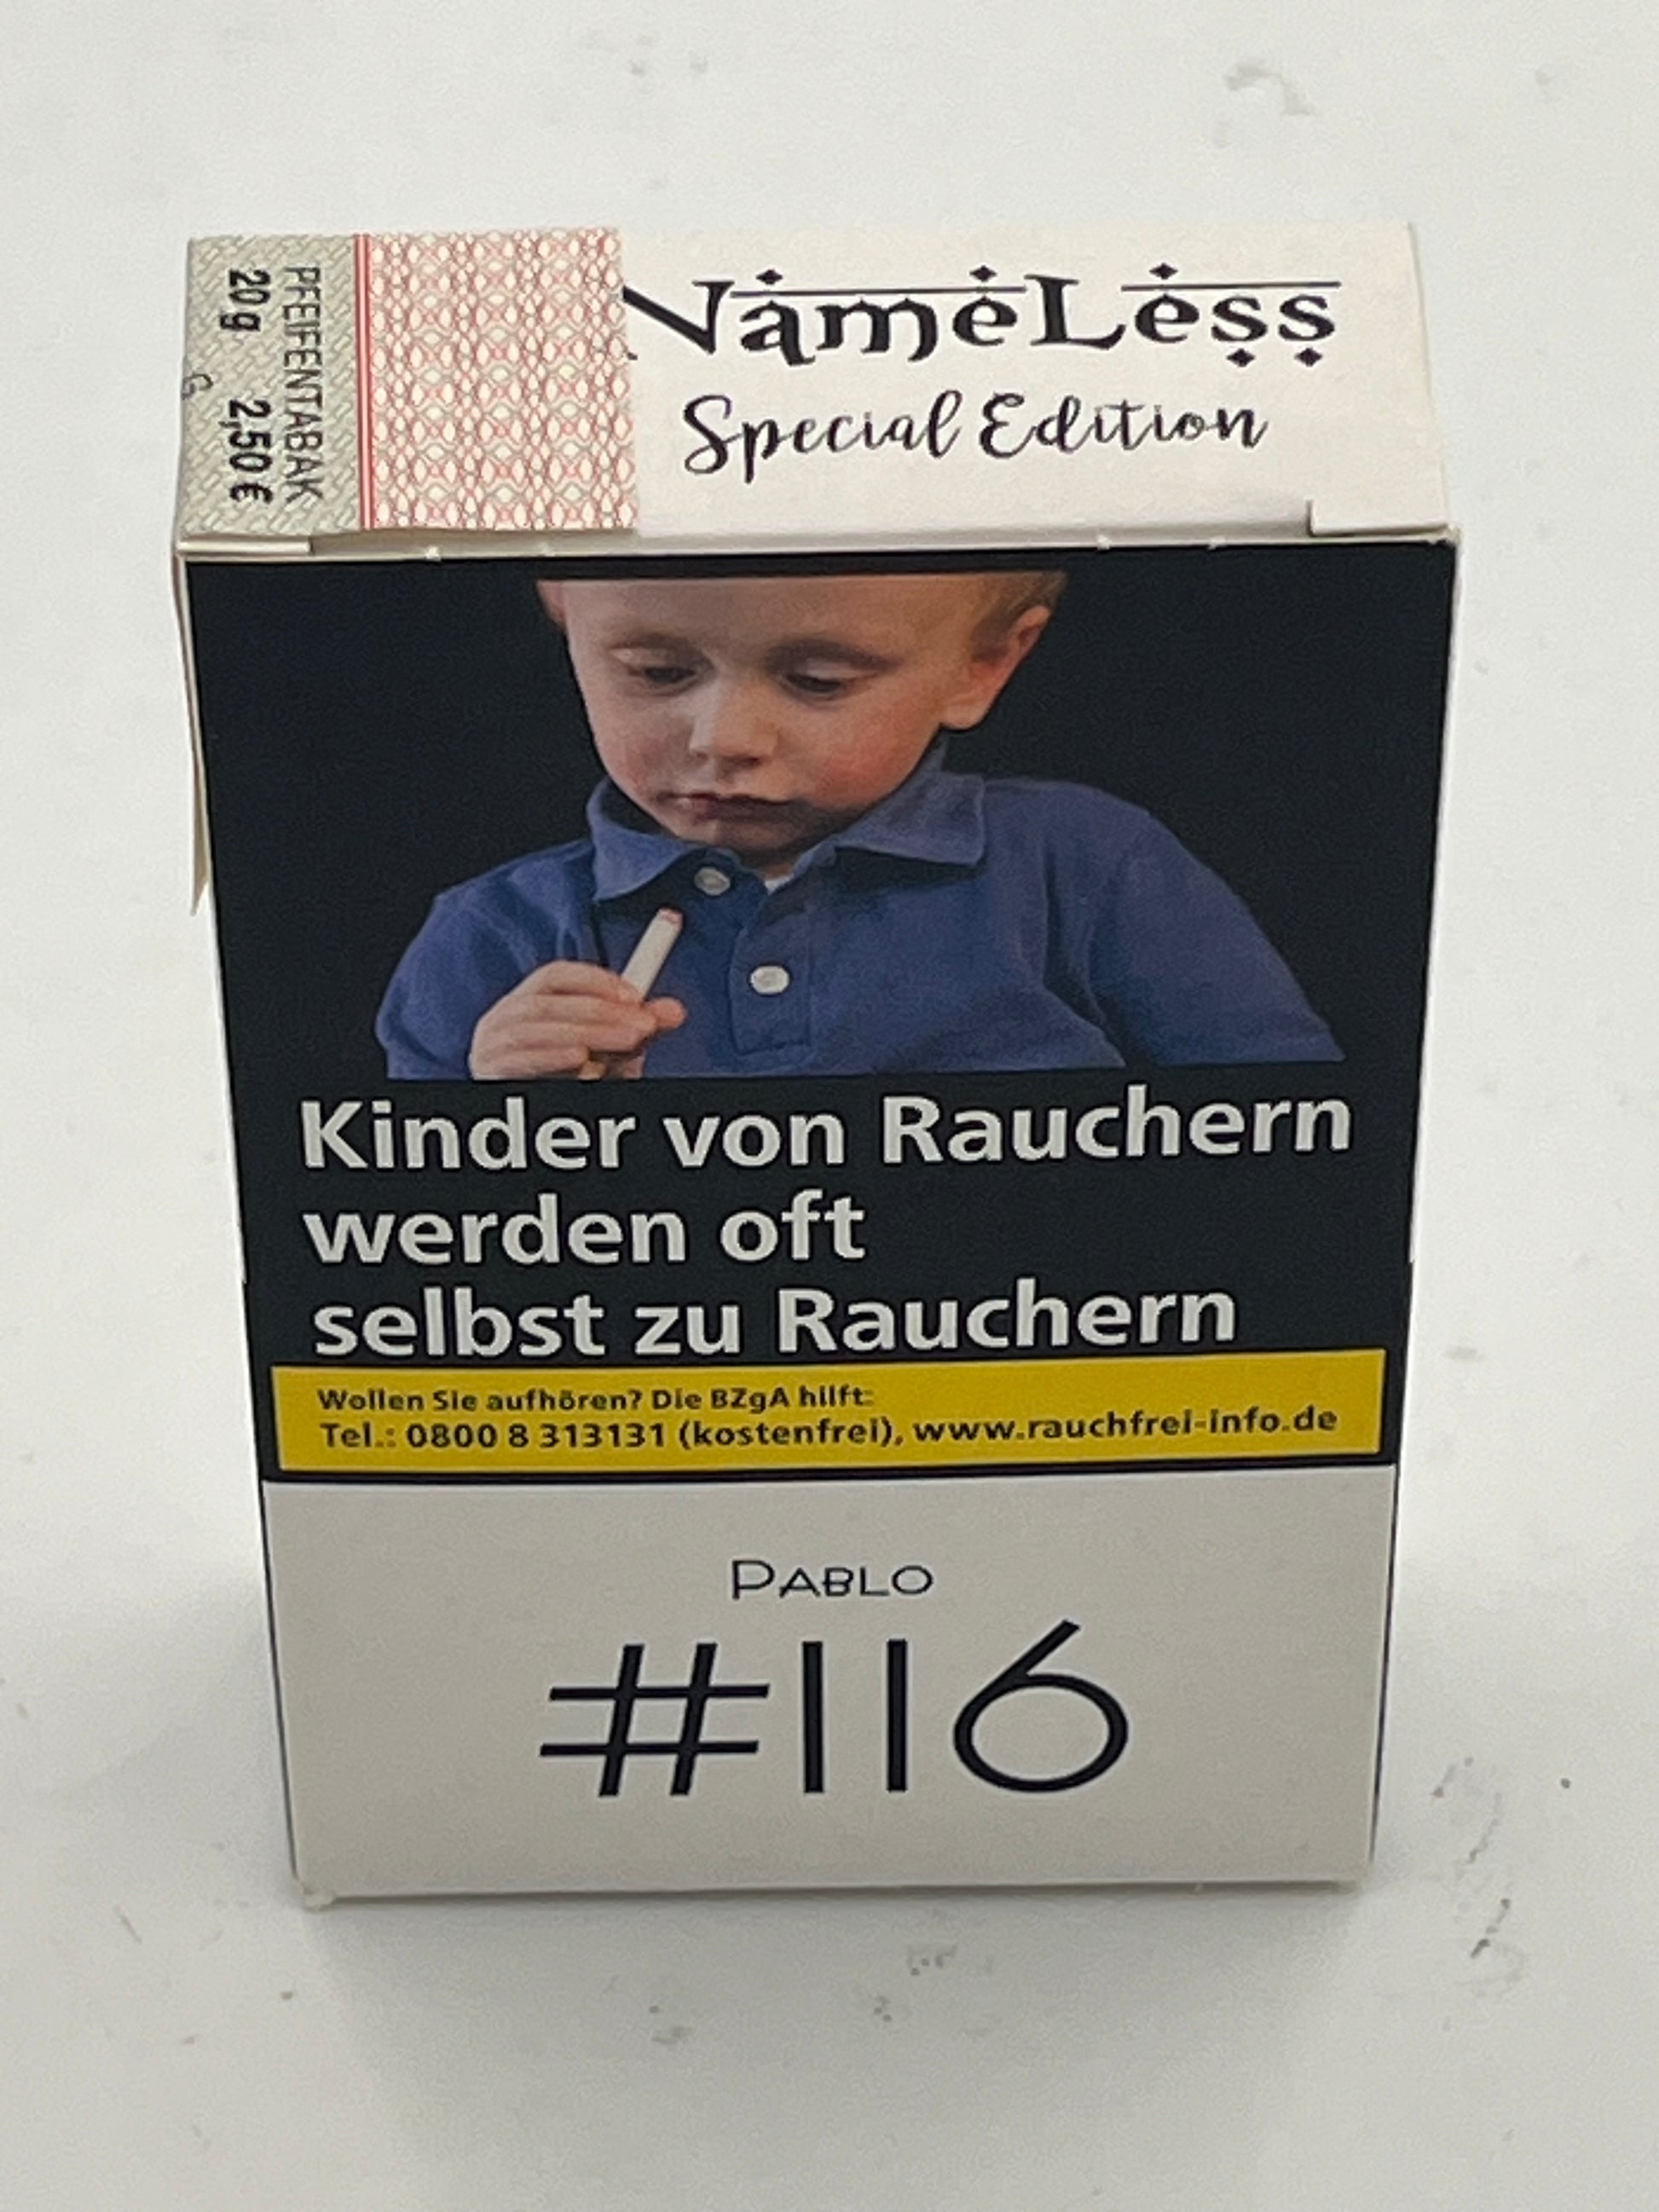 NameLess
Special Edition
PFEIFENTABAK
20g 2,50€
Kinder von Rauchern
werden oft
selbst zu Rauchern
Wollen Sie aufhören? Die BZgA hilft:
Tel.: 0800 8 313131 (kostenfrei), www.rauchfrei-info.de
PABLO
#116